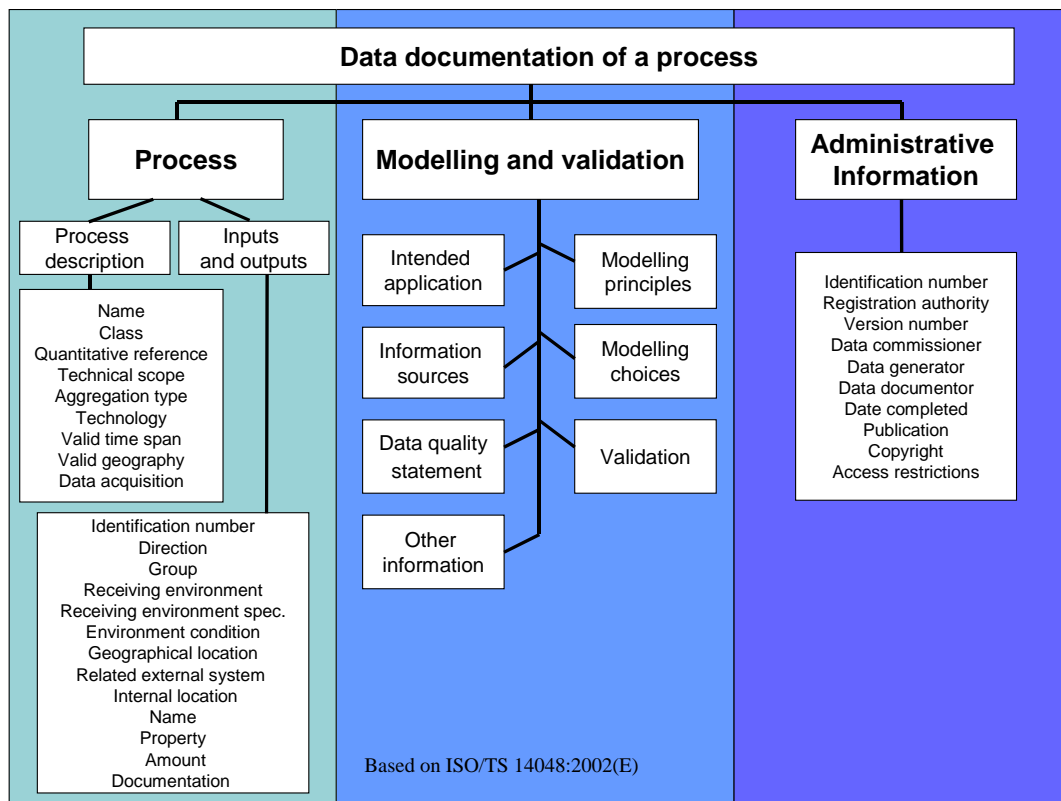 Data documentation of a process
Process
Modelling and validation
Administrative
Information
Process
description
Inputs
and outputs
Name
Class
Quantitative reference
Technical scope
Aggregation type
Technology
Valid time span
Valid geography
Data acquisition
Identification number
Direction
Group
Receiving environment
Receiving environment spec.
Environment condition
Geographical location
Related external system
Internal location
Name
Property
Amount
Documentation
Intended
application
Modelling
principles
Information
sources
Modelling
choices
Data quality
statement
Validation
Other
information
Based on ISO/TS 14048:2002(E)
Identification number
Registration authority
Version number
Data commissioner
Data generator
Data documentor
Date completed
Publication
Copyright
Access restrictions